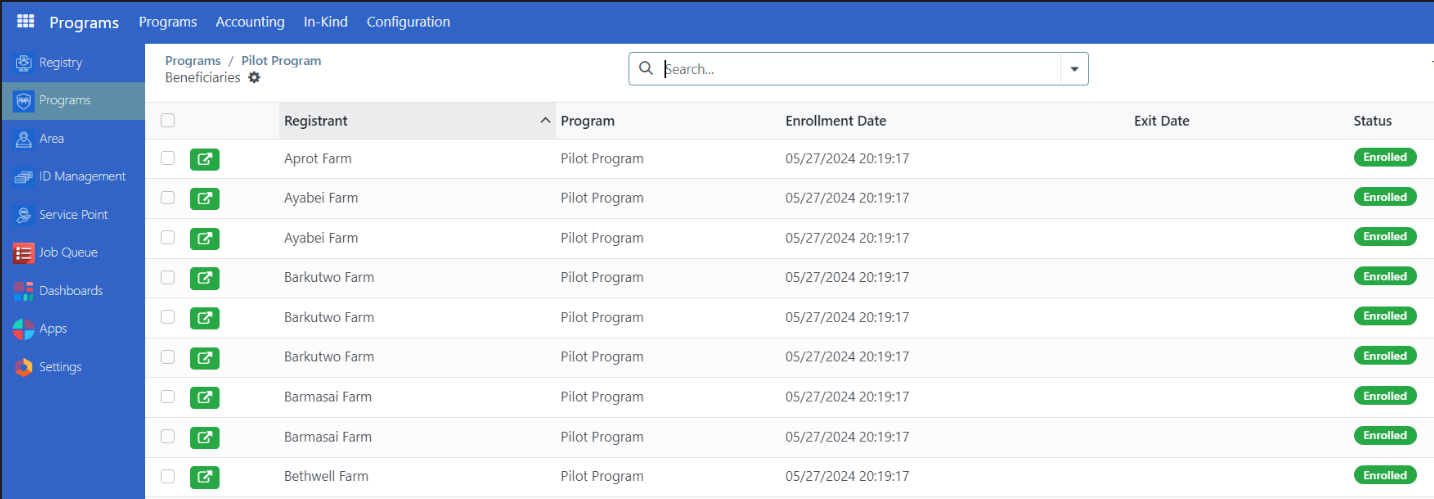 Programs Programs Accounting In-Kind Configuration
Registry
Programs
Area
ID Management
Service Point
Job Queue
Dashboards
Apps
Settings
Programs / Pilot Program
Beneficiaries
Search...
Registrant Program Enrollment Date Exit Date Status
Aprot Farm Pilot Program 05/27/2024 20:19:17 Enrolled
Ayabei Farm Pilot Program 05/27/2024 20:19:17 Enrolled
Ayabei Farm Pilot Program 05/27/2024 20:19:17 Enrolled
Barkutwo Farm Pilot Program 05/27/2024 20:19:17 Enrolled
Barkutwo Farm Pilot Program 05/27/2024 20:19:17 Enrolled
Barkutwo Farm Pilot Program 05/27/2024 20:19:17 Enrolled
Barmasai Farm Pilot Program 05/27/2024 20:19:17 Enrolled
Barmasai Farm Pilot Program 05/27/2024 20:19:17 Enrolled
Bethwell Farm Pilot Program 05/27/2024 20:19:17 Enrolled